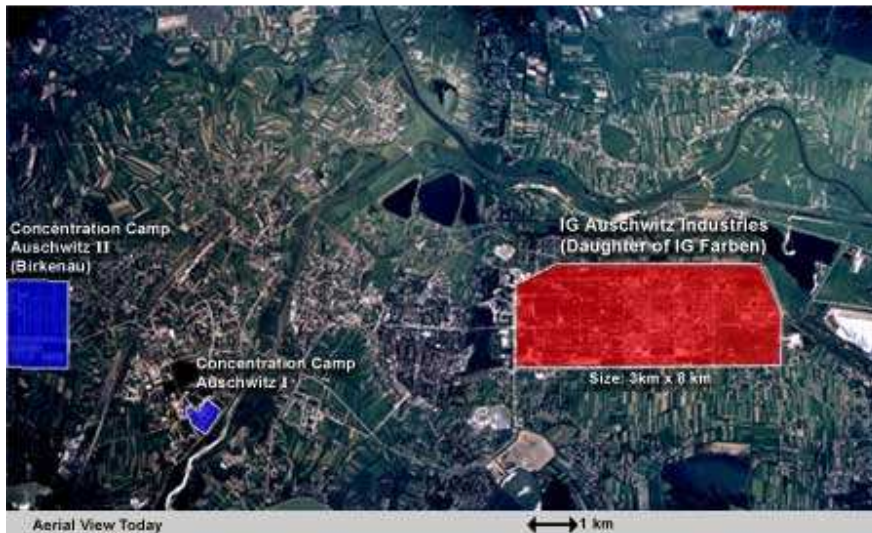 Concentration Camp
Auschwitz II
(Birkenau)
IG Auschwitz Industries
(Daughter of IG Farben)
Concentration Camp
Auschwitz I
Size: 3km x 8 km
Aerial View Today
1 km